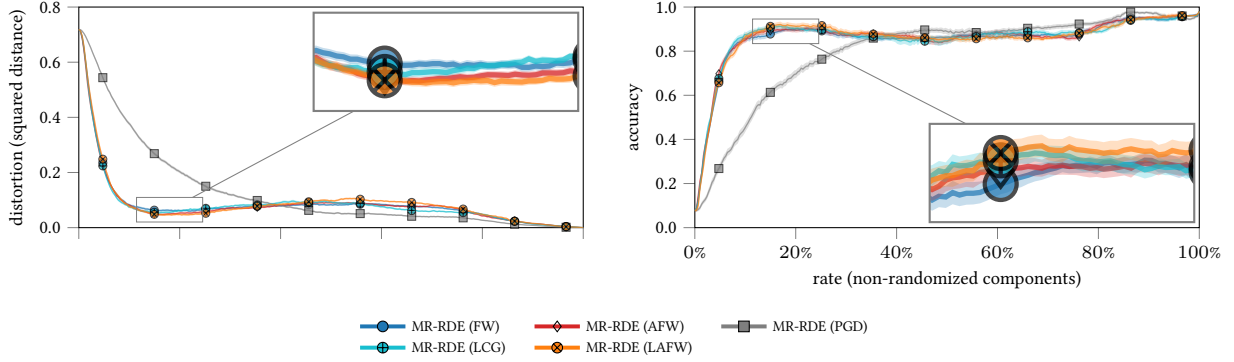 distortion (squared distance)
0.8
0.6
0.4
0.2
0.0
accuracy
1.0
0.8
0.6
0.4
0.2
0.0
0% 20% 40% 60% 80% 100%
rate (non-randomized components)
MR-RDE (FW) MR-RDE (AFW) MR-RDE (PGD)
MR-RDE (LCG) MR-RDE (LAFW)